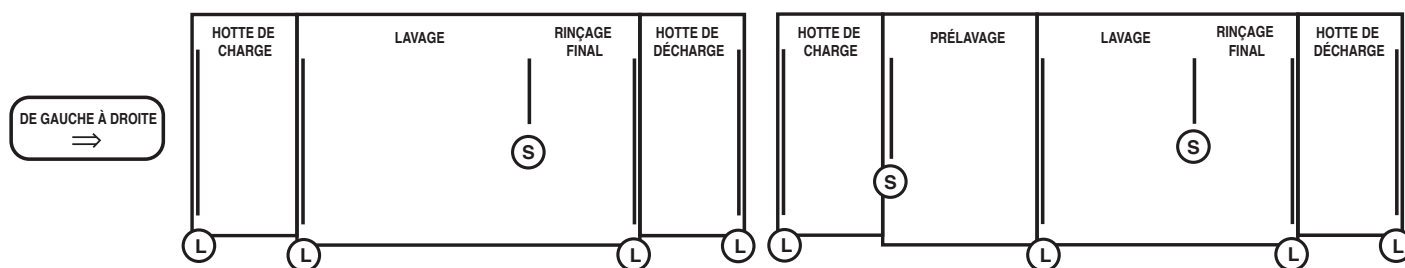 DE GAUCHE À DROITE
⇒
HOTTE DE
CHARGE
LAVAGE
RINÇAGE
FINAL
HOTTE DE
DÉCHARGE
S
L
L
L
L
HOTTE DE
CHARGE
PRÉLAVAGE
LAVAGE
RINÇAGE
FINAL
HOTTE DE
DÉCHARGE
S
S
L
L
L
L